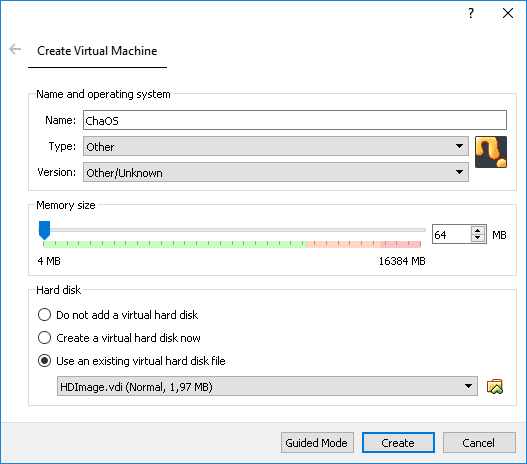 Create Virtual Machine
Name and operating system
Name: ChaOS
Type: Other
Version: Other/Unknown
Memory size
64 MB
4 MB 16384 MB
Hard disk
Do not add a virtual hard disk
Create a virtual hard disk now
Use an existing virtual hard disk file
HDImage.vdi (Normal, 1,97 MB)
Guided Mode Create Cancel